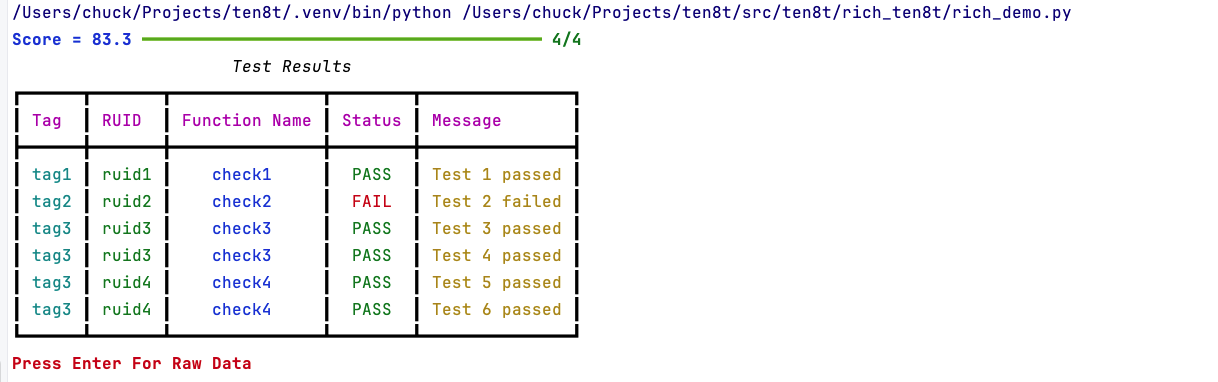 /Users/chuck/Projects/ten8t/.venv/bin/python /Users/chuck/Projects/ten8t/src/ten8t/rich_ten8t/rich_demo.py
Score = 83.3 4/4
Test Results
Tag RUID Function Name Status Message
tag1 ruid1 check1 PASS Test 1 passed
tag2 ruid2 check2 FAIL Test 2 failed
tag3 ruid3 check3 PASS Test 3 passed
tag3 ruid3 check3 PASS Test 4 passed
tag3 ruid4 check4 PASS Test 5 passed
tag3 ruid4 check4 PASS Test 6 passed
Press Enter For Raw Data